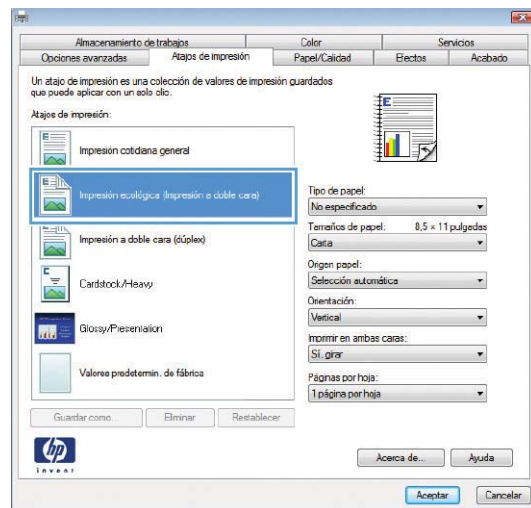 Almacenamiento de trabajos Color Servicios
Opciones avanzadas Atajos de impresión Papel/Calidad Efectos Acabado
Un atajo de impresión es una colección de valores de impresión guardados
que puede aplicar con un solo clic.
Atajos de impresión:
Impresión cotidiana general
Impresión ecológica (Impresión a doble cara)
Impresión a doble cara (dúplex)
Cardstock/Heavy
Glossy/Presentation
Valores predetermin. de fábrica
Guardar como... Eliminar Restablecer
E
Tipo de papel:
No especificado
Tamaños de papel: 8,5 × 11 pulgadas
Carta
Origen papel:
Selección automática
Orientación:
Vertical
Imprimir en ambas caras:
Sí, girar
Páginas por hoja:
1 página por hoja
hp
invent
Acerca de... Ayuda
Aceptar Cancelar